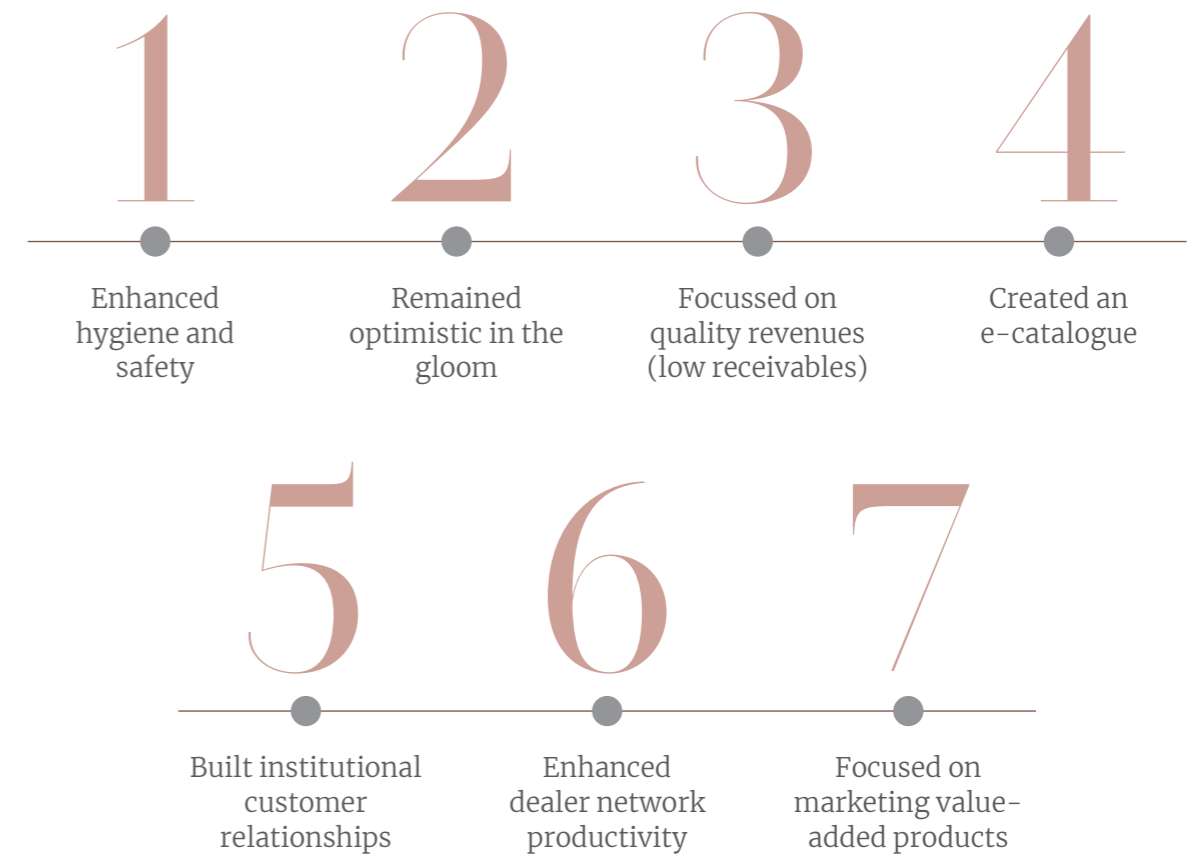 1
2
3
4
Enhanced
hygiene and
safety
Remained
optimistic in the
gloom
Focussed on
quality revenues
(low receivables)
Created an
e-catalogue
5
6
7
Built institutional
customer
relationships
Enhanced
dealer network
productivity
Focused on
marketing value-
added products